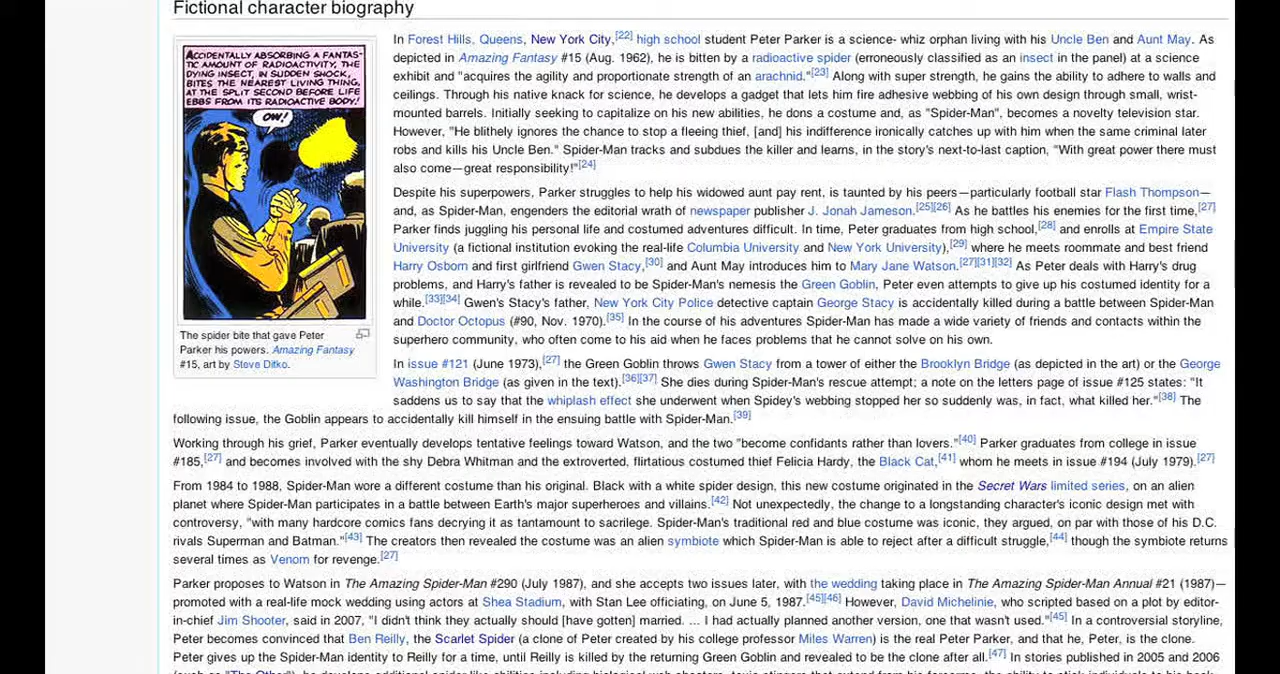 Fictional character biography
ACCIDENTALLY ABSORBING A FANTAS-
TIC AMOUNT OF RADIOACTIVITY, THE
DYING INSECT, IN SUDDEN SHOCK,
BITES THE NEAREST LIVING THING,
AT THE SPLIT SECOND BEFORE LIFE
EBBS FROM ITS RADIOACTIVE BODY!
OW!
The spider bite that gave Peter
Parker his powers. Amazing Fantasy
#15, art by Steve Ditko.
In Forest Hills, Queens, New York City,[22] high school student Peter Parker is a science- whiz orphan living with his Uncle Ben and Aunt May. As
depicted in Amazing Fantasy #15 (Aug. 1962), he is bitten by a radioactive spider (erroneously classified as an insect in the panel) at a science
exhibit and "acquires the agility and proportionate strength of an arachnid."[23] Along with super strength, he gains the ability to adhere to walls and
ceilings. Through his native knack for science, he develops a gadget that lets him fire adhesive webbing of his own design through small, wrist-
mounted barrels. Initially seeking to capitalize on his new abilities, he dons a costume and, as "Spider-Man", becomes a novelty television star.
However, "He blithely ignores the chance to stop a fleeing thief, [and] his indifference ironically catches up with him when the same criminal later
robs and kills his Uncle Ben." Spider-Man tracks and subdues the killer and learns, in the story's next-to-last caption, "With great power there must
also come—great responsibility!"[24]
Despite his superpowers, Parker struggles to help his widowed aunt pay rent, is taunted by his peers—particularly football star Flash Thompson—
and, as Spider-Man, engenders the editorial wrath of newspaper publisher J. Jonah Jameson.[25][26] As he battles his enemies for the first time,[27]
Parker finds juggling his personal life and costumed adventures difficult. In time, Peter graduates from high school,[28] and enrolls at Empire State
University (a fictional institution evoking the real-life Columbia University and New York University),[29] where he meets roommate and best friend
Harry Osborn and first girlfriend Gwen Stacy,[30] and Aunt May introduces him to Mary Jane Watson.[27][31][32] As Peter deals with Harry's drug
problems, and Harry's father is revealed to be Spider-Man's nemesis the Green Goblin, Peter even attempts to give up his costumed identity for a
while.[33][34] Gwen's Stacy's father, New York City Police detective captain George Stacy is accidentally killed during a battle between Spider-Man
and Doctor Octopus (#90, Nov. 1970).[35] In the course of his adventures Spider-Man has made a wide variety of friends and contacts within the
superhero community, who often come to his aid when he faces problems that he cannot solve on his own.
In issue #121 (June 1973),[27] the Green Goblin throws Gwen Stacy from a tower of either the Brooklyn Bridge (as depicted in the art) or the George
Washington Bridge (as given in the text).[36][37] She dies during Spider-Man's rescue attempt; a note on the letters page of issue #125 states: "It
saddens us to say that the whiplash effect she underwent when Spidey's webbing stopped her so suddenly was, in fact, what killed her."[38] The
following issue, the Goblin appears to accidentally kill himself in the ensuing battle with Spider-Man.[39]
Working through his grief, Parker eventually develops tentative feelings toward Watson, and the two "become confidants rather than lovers."[40] Parker graduates from college in issue
#185,[27] and becomes involved with the shy Debra Whitman and the extroverted, flirtatious costumed thief Felicia Hardy, the Black Cat,[41] whom he meets in issue #194 (July 1979).[27]
From 1984 to 1988, Spider-Man wore a different costume than his original. Black with a white spider design, this new costume originated in the Secret Wars limited series, on an alien
planet where Spider-Man participates in a battle between Earth's major superheroes and villains.[42] Not unexpectedly, the change to a longstanding character's iconic design met with
controversy, "with many hardcore comics fans decrying it as tantamount to sacrilege. Spider-Man's traditional red and blue costume was iconic, they argued, on par with those of his D.C.
rivals Superman and Batman."[43] The creators then revealed the costume was an alien symbiote which Spider-Man is able to reject after a difficult struggle,[44] though the symbiote returns
several times as Venom for revenge.[27]
Parker proposes to Watson in The Amazing Spider-Man #290 (July 1987), and she accepts two issues later, with the wedding taking place in The Amazing Spider-Man Annual #21 (1987)—
promoted with a real-life mock wedding using actors at Shea Stadium, with Stan Lee officiating, on June 5, 1987.[45][46] However, David Michelinie, who scripted based on a plot by editor-
in-chief Jim Shooter, said in 2007, "I didn't think they actually should [have gotten] married. ... I had actually planned another version, one that wasn't used."[45] In a controversial storyline,
Peter becomes convinced that Ben Reilly, the Scarlet Spider (a clone of Peter created by his college professor Miles Warren) is the real Peter Parker, and that he, Peter, is the clone.
Peter gives up the Spider-Man identity to Reilly for a time, until Reilly is killed by the returning Green Goblin and revealed to be the clone after all.[47] In stories published in 2005 and 2006